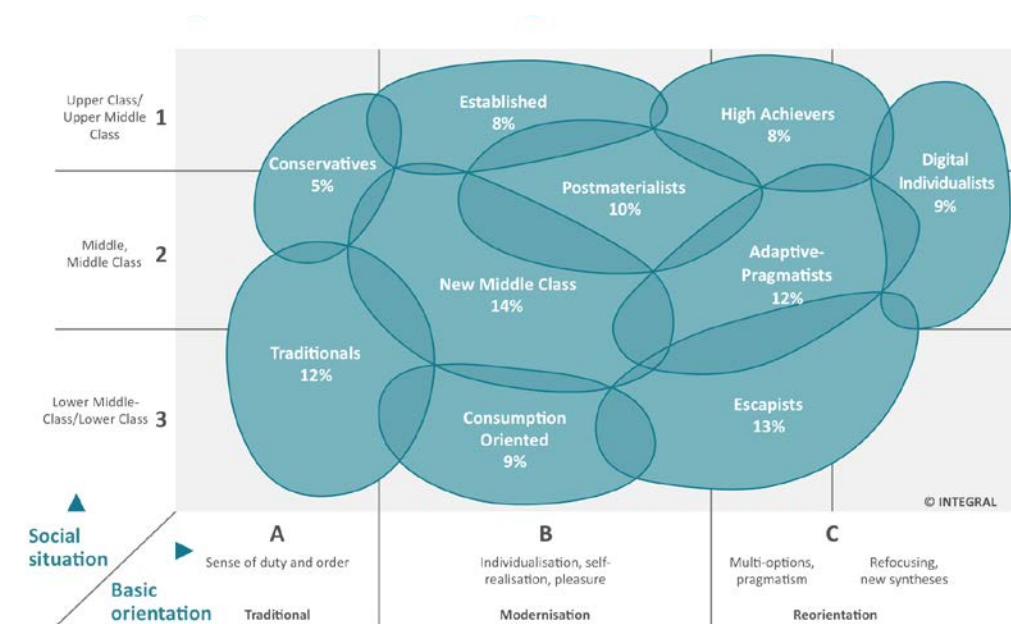 Upper Class/
Upper Middle
Class
1
Middle,
Middle Class
2
Lower Middle-
Class/Lower Class
3
Established
8%
High Achievers
8%
Conservatives
5%
Digital
Individualists
9%
Postmaterialists
10%
Adaptive-
Pragmatists
12%
New Middle Class
14%
Traditionals
12%
Consumption
Oriented
9%
Escapists
13%
© INTEGRAL
Social
situation
Basic
orientation
A
Sense of duty and order
Traditional
B
Individualisation, self-
realisation, pleasure
Modernisation
C
Multi-options,
pragmatism
Refocusing,
new syntheses
Reorientation